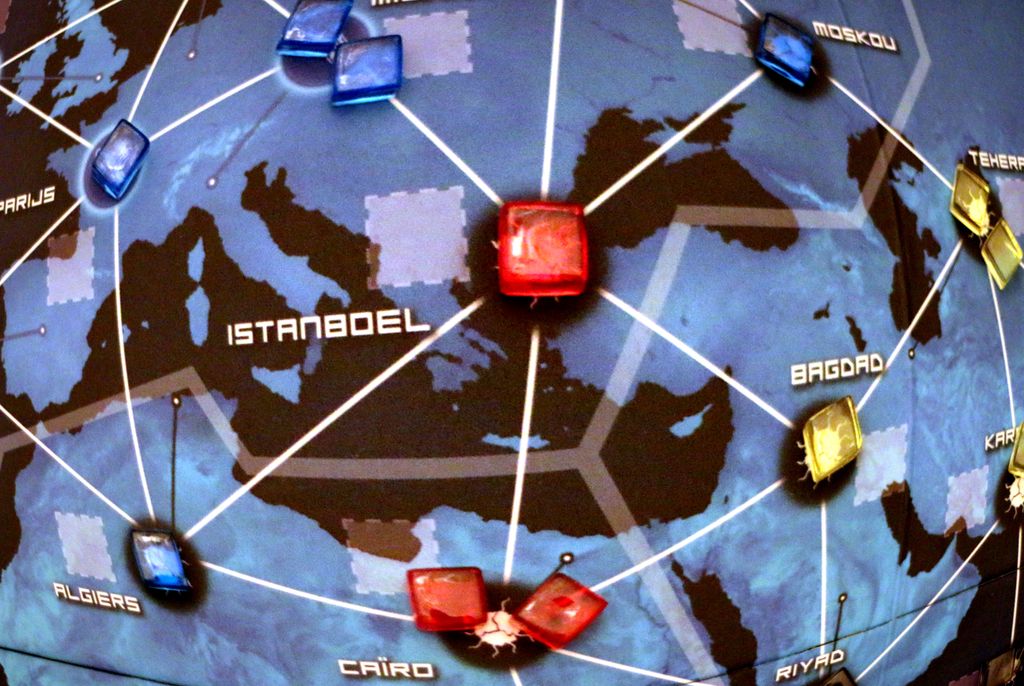 MOSKOU
PARIJS
ISTANBOEL
BAGDAD
ALGIERS
CAÏRO
RIYAD